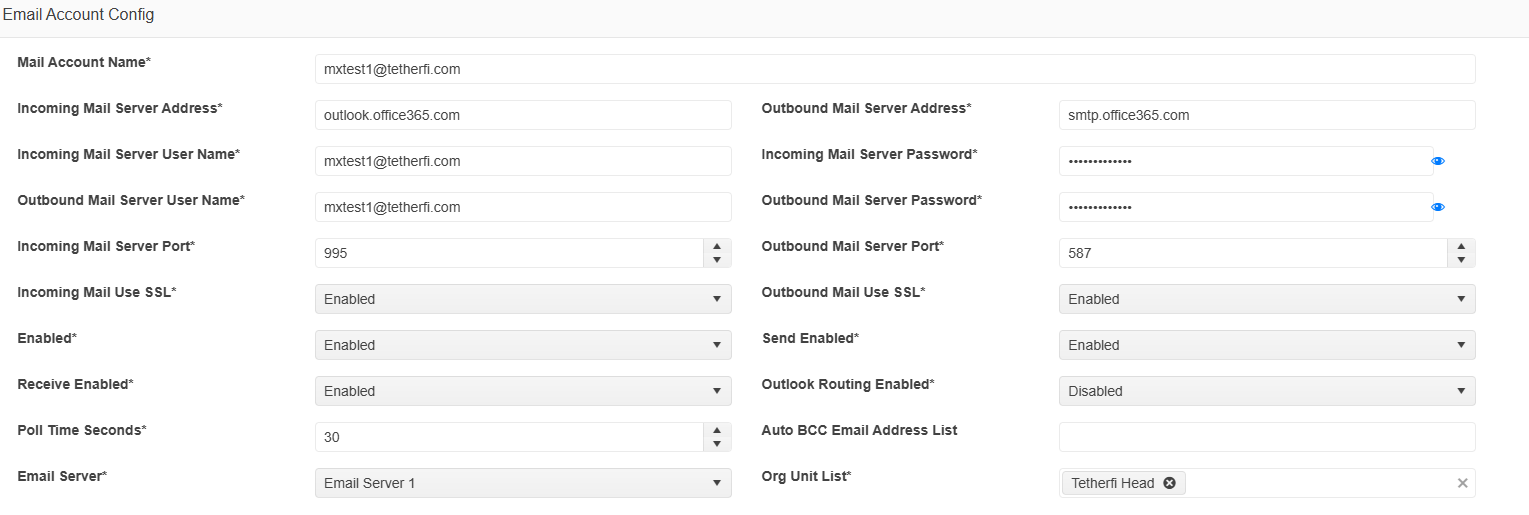 Email Account Config
Mail Account Name*
mxtest1@tetherfi.com
Incoming Mail Server Address*
outlook.office365.com
Outbound Mail Server Address*
smtp.office365.com
Incoming Mail Server User Name*
mxtest1@tetherfi.com
Incoming Mail Server Password*
•••••••••••••
Outbound Mail Server User Name*
mxtest1@tetherfi.com
Outbound Mail Server Password*
•••••••••••••
Incoming Mail Server Port*
995
Outbound Mail Server Port*
587
Incoming Mail Use SSL*
Enabled
Outbound Mail Use SSL*
Enabled
Enabled*
Enabled
Send Enabled*
Enabled
Receive Enabled*
Enabled
Outlook Routing Enabled*
Disabled
Poll Time Seconds*
30
Auto BCC Email Address List
Email Server*
Email Server 1
Org Unit List*
Tetherfi Head